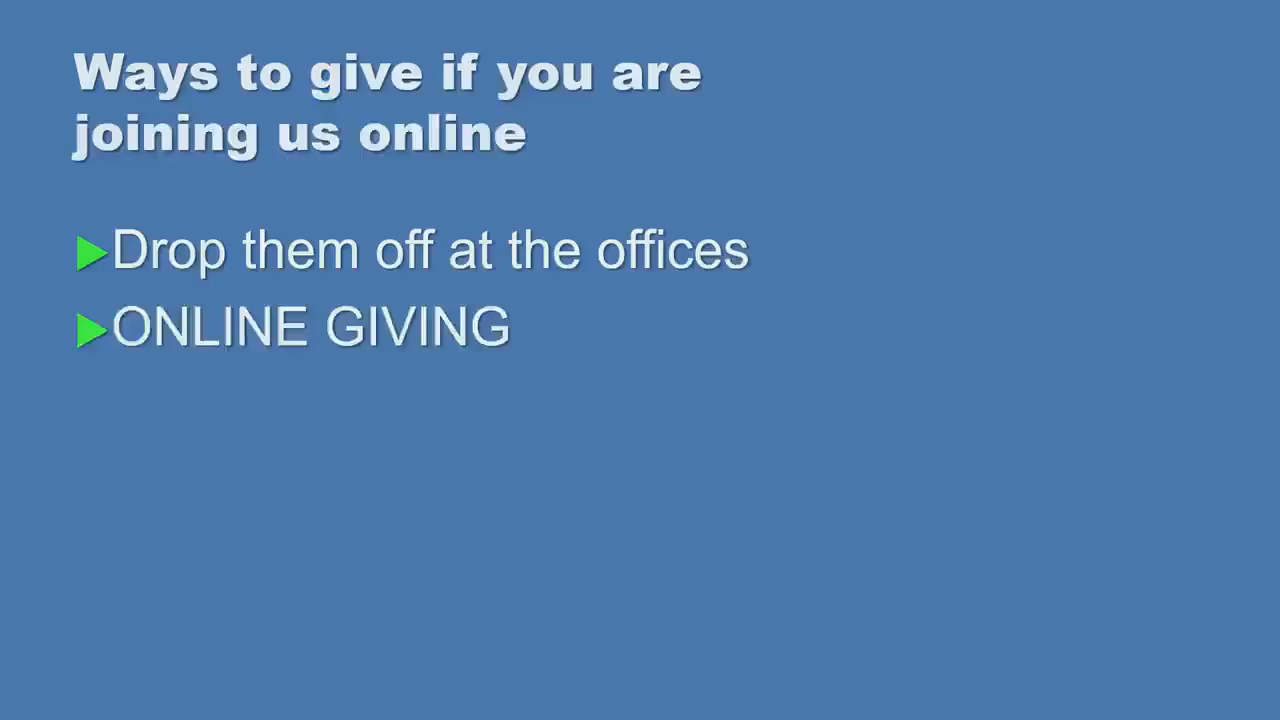 Ways to give if you are
joining us online
Drop them off at the offices
ONLINE GIVING